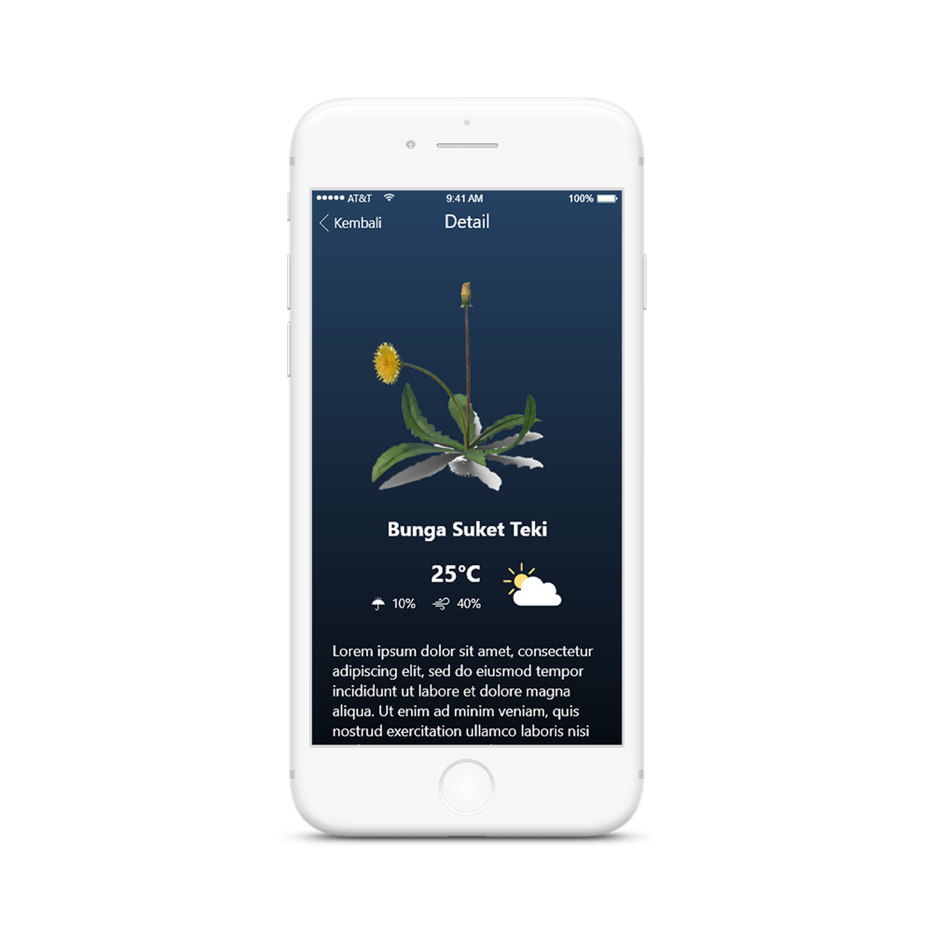 AT&T 9:41 AM 100%
Kembali Detail
Bunga Suket Teki
25°C
10% 40%
Lorem ipsum dolor sit amet, consectetur
adipiscing elit, sed do eiusmod tempor
incididunt ut labore et dolore magna
aliqua. Ut enim ad minim veniam, quis
nostrud exercitation ullamco laboris nisi